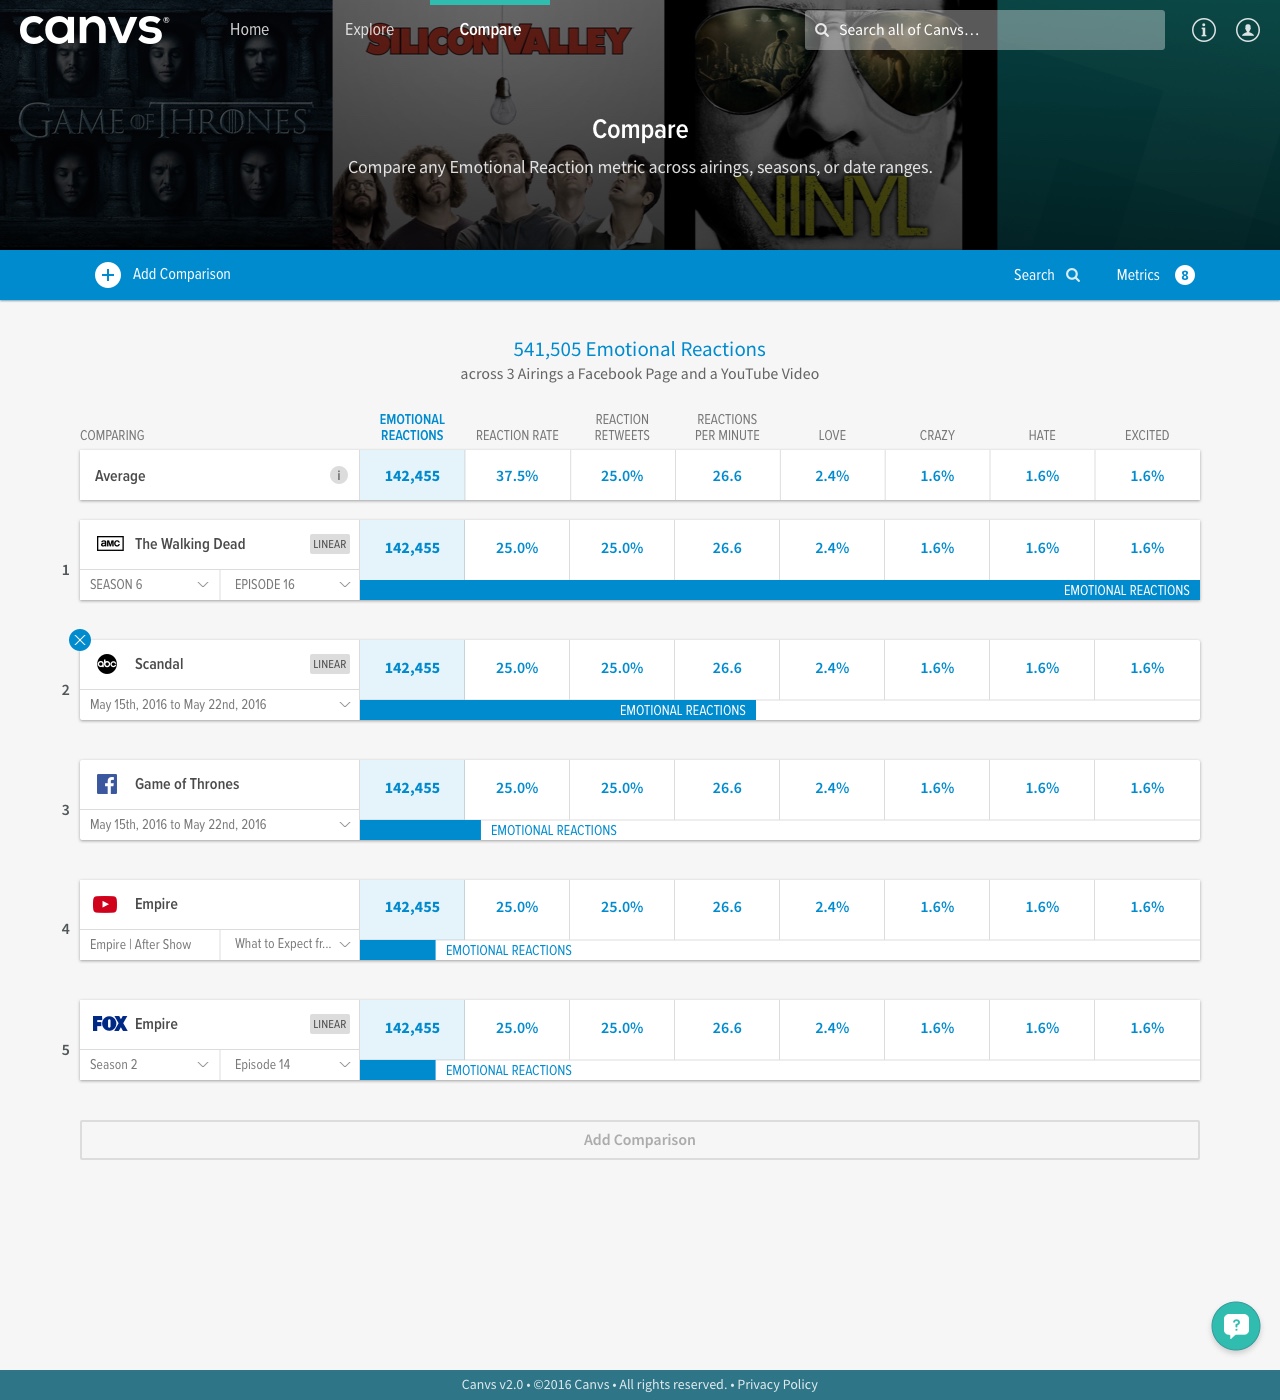 canvs®
Home
Explore
Compare
Search all of Canvs...
SILICON VALLEY
GAME OF THRONES
Compare
Compare any Emotional Reaction metric across airings, seasons, or date ranges.
VINYL
Add Comparison
Search
Metrics
8
541,505 Emotional Reactions
across 3 Airings a Facebook Page and a YouTube Video
COMPARING
EMOTIONAL REACTIONS
REACTION RATE
REACTION RETWEETS
REACTIONS PER MINUTE
LOVE
CRAZY
HATE
EXCITED
Average i 142,455 37.5% 25.0% 26.6 2.4% 1.6% 1.6% 1.6%
1
amc The Walking Dead LINEAR 142,455 25.0% 25.0% 26.6 2.4% 1.6% 1.6% 1.6%
SEASON 6 EPISODE 16 EMOTIONAL REACTIONS
2
abc Scandal LINEAR 142,455 25.0% 25.0% 26.6 2.4% 1.6% 1.6% 1.6%
May 15th, 2016 to May 22nd, 2016 EMOTIONAL REACTIONS
3
f Game of Thrones 142,455 25.0% 25.0% 26.6 2.4% 1.6% 1.6% 1.6%
May 15th, 2016 to May 22nd, 2016 EMOTIONAL REACTIONS
4
Empire 142,455 25.0% 25.0% 26.6 2.4% 1.6% 1.6% 1.6%
Empire | After Show What to Expect fr... EMOTIONAL REACTIONS
5
FOX Empire LINEAR 142,455 25.0% 25.0% 26.6 2.4% 1.6% 1.6% 1.6%
Season 2 Episode 14 EMOTIONAL REACTIONS
Add Comparison
?
Canvs v2.0 • ©2016 Canvs • All rights reserved. • Privacy Policy